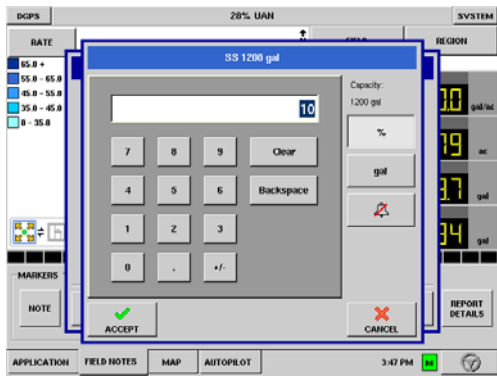 DGPS
28% UAN
SYSTEM
RATE
REGION
65.0 +
55.0 - 65.0
45.0 - 55.0
35.0 - 45.0
0 - 35.0
SS 1200 gal
Capacity:
1200 gal
10
%
7 8 9 Clear
gal
4 5 6 Backspace
1 2 3
0 . +/-
gal/ac
ac
gal
gal
MARKERS
NOTE
REPORT
DETAILS
ACCEPT
CANCEL
APPLICATION
FIELD NOTES
MAP
AUTOPILOT
3:47 PM
M